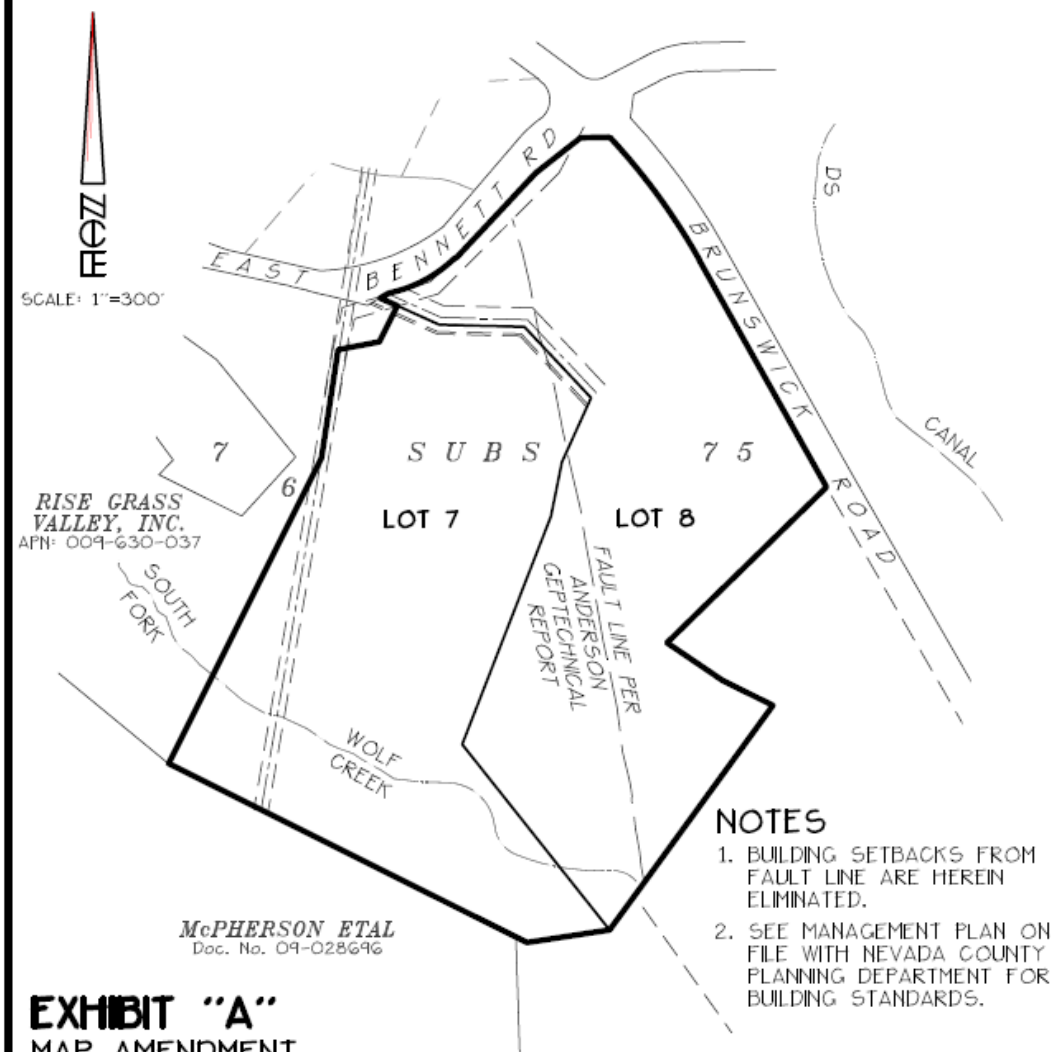 EAST BENNETT RD
SCALE: 1"=300'
DS
CANAL
BRUNSWICK ROAD
7
6
SUBS 75
RISE GRASS
VALLEY, INC.
APN: 009-630-037
LOT 7
LOT 8
SOUTH
FORK
FAULT LINE PER
ANDERSON
GEPTECHNICAL
REPORT
WOLF
CREEK
NOTES
1. BUILDING SETBACKS FROM
FAULT LINE ARE HEREIN
ELIMINATED.
2. SEE MANAGEMENT PLAN ON
FILE WITH NEVADA COUNTY
PLANNING DEPARTMENT FOR
BUILDING STANDARDS.
McPHERSON ETAL
Doc. No. 09-028696
EXHIBIT "A"
MAP AMENDMENT